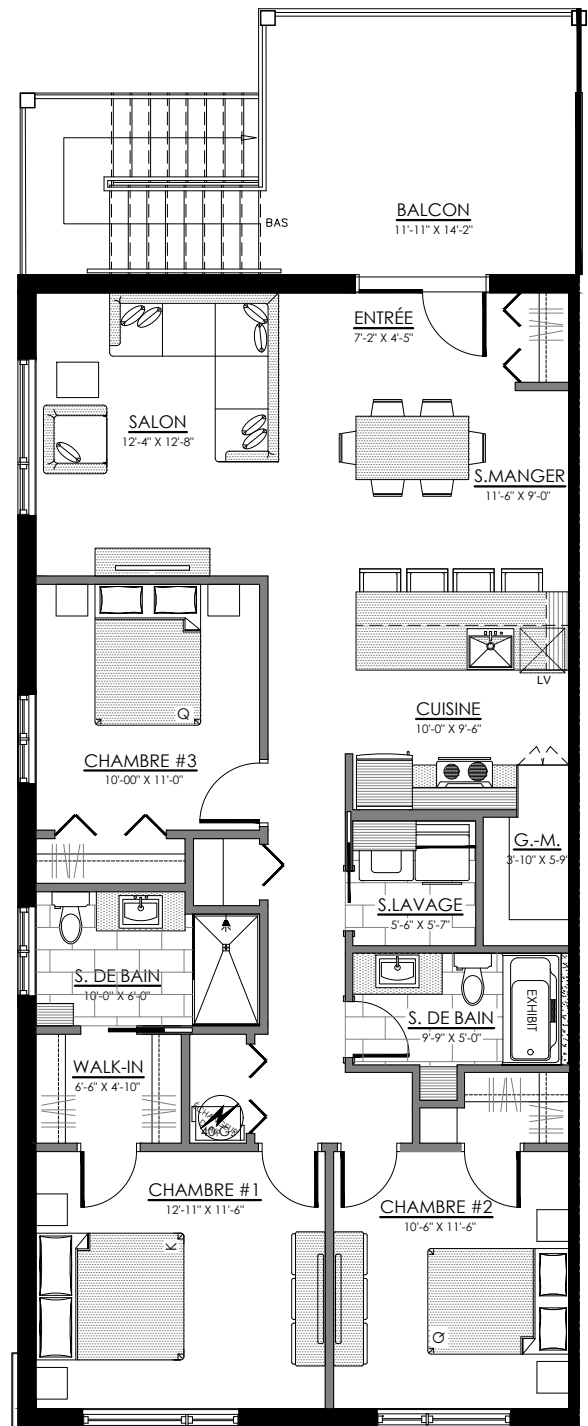 BALCON
11'-11" X 14'-2"
BAS
ENTRÉE
7'-2" X 4'-5"
SALON
12'-4" X 12'-8"
S.MANGER
11'-6" X 9'-0"
LV
CUISINE
10'-0" X 9'-6"
Q
CHAMBRE #3
10'-00" X 11'-0"
G.-M.
3'-10" X 5-9'
S.LAVAGE
5'-6" X 5'-7"
S. DE BAIN
10'-0" X 6'-0"
S. DE BAIN
9'-9" X 5'-0"
EXHIBIT
WALK-IN
6'-6" X 4'-10"
CHAMBRE #1
12'-11" X 11'-6"
CHAMBRE #2
10'-6" X 11'-6"
K
Q